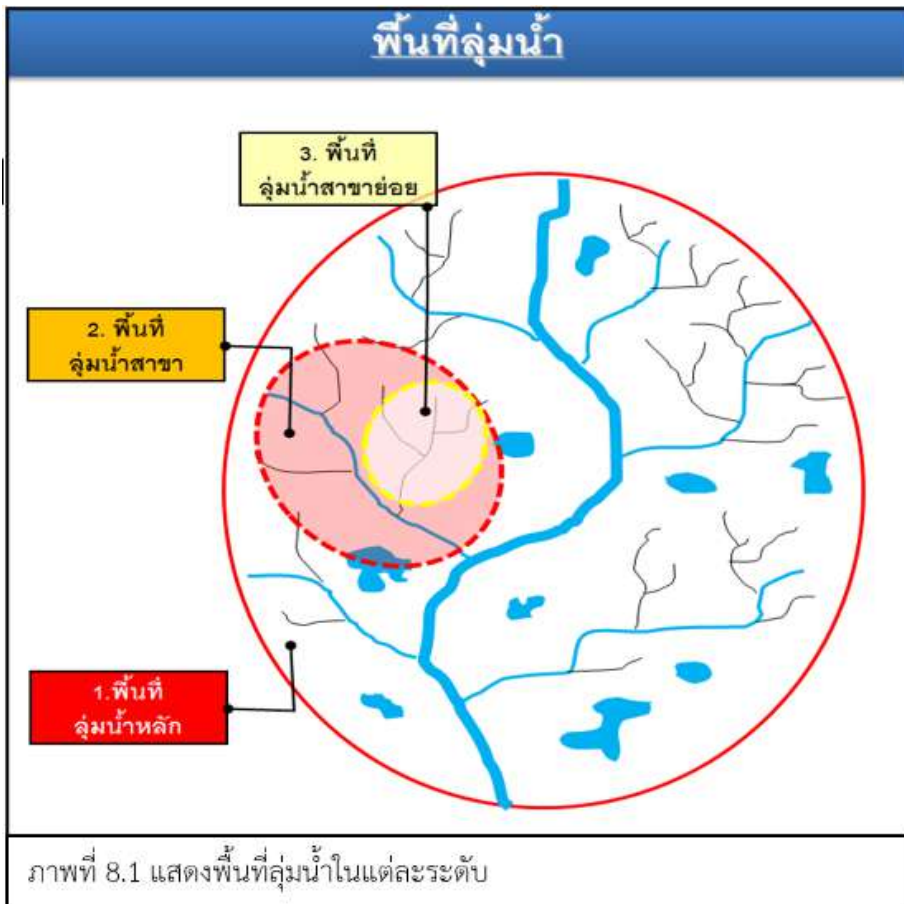 พื้นที่ลุ่มน้ำ
3. พื้นที่
ลุ่มน้ำสาขาย่อย
2. พื้นที่
ลุ่มน้ำสาขา
1.พื้นที่
ลุ่มน้ำหลัก
ภาพที่ 8.1 แสดงพื้นที่ลุ่มน้ำในแต่ละระดับ